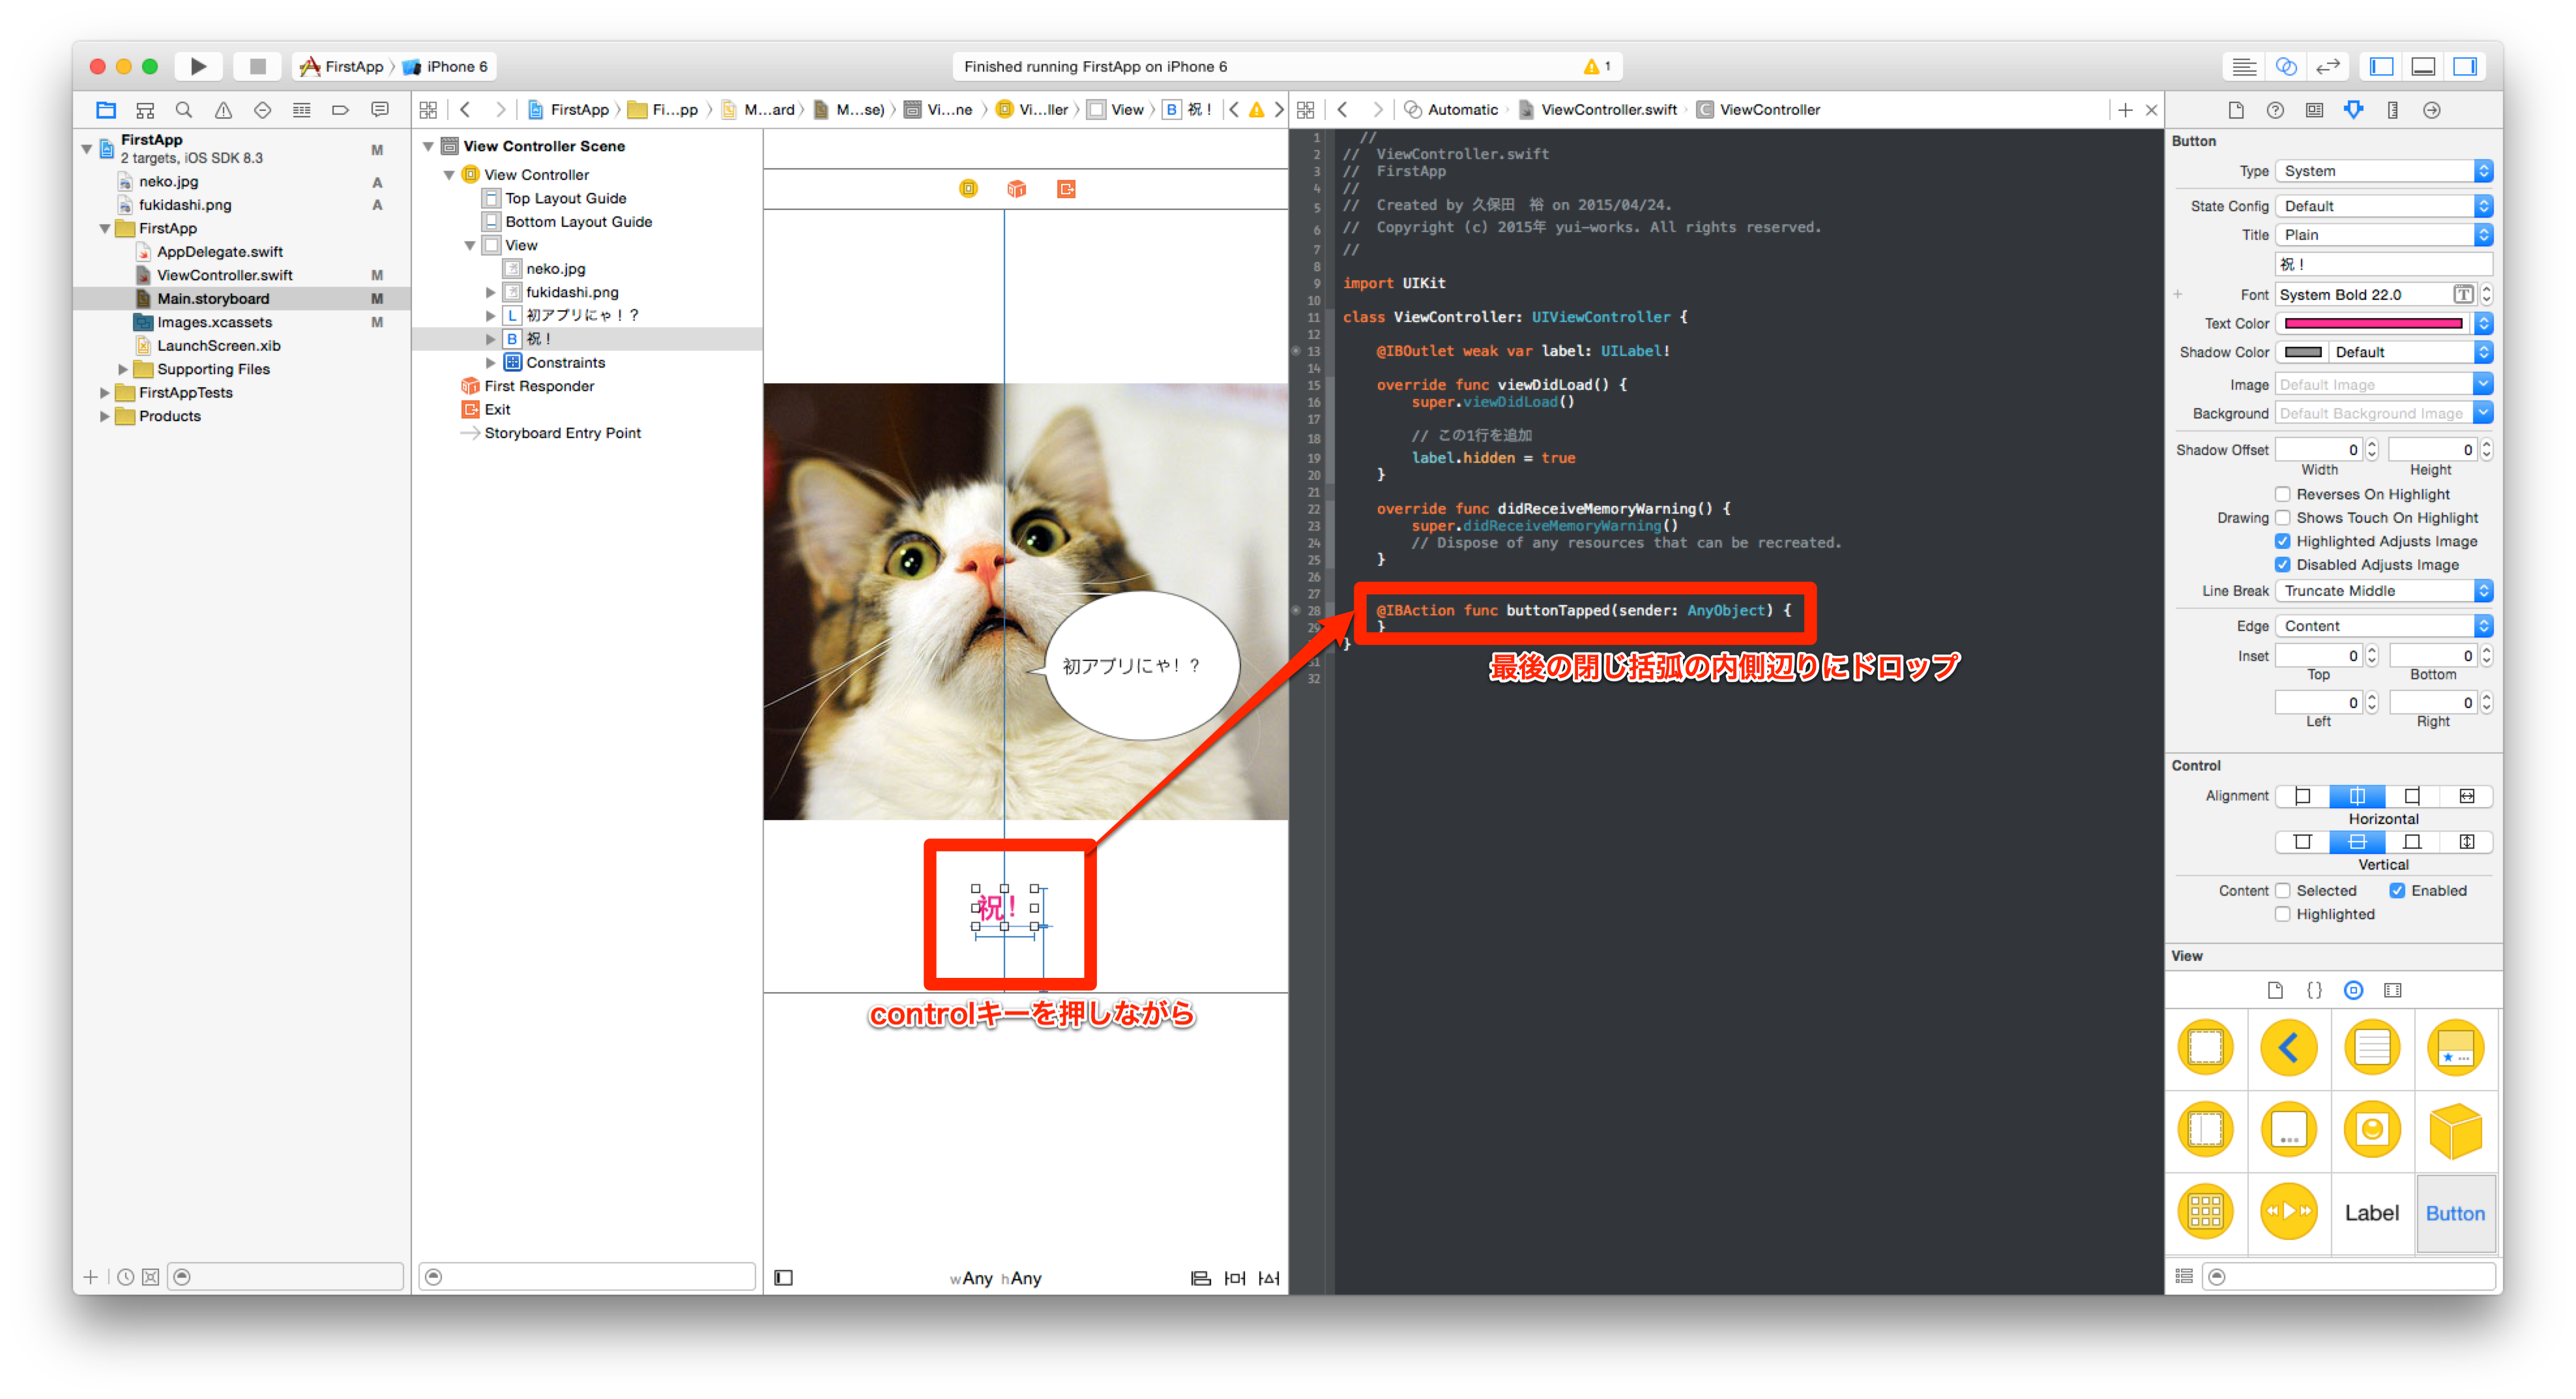 FirstApp 〉 iPhone 6
Finished running FirstApp on iPhone 6
1
FirstApp
2 targets, iOS SDK 8.3
M
neko.jpg
A
fukidashi.png
A
FirstApp
AppDelegate.swift
ViewController.swift
M
Main.storyboard
M
Images.xcassets
M
LaunchScreen.xib
Supporting Files
FirstAppTests
Products
FirstApp 〉 Fi...pp 〉 M...ard 〉 M...se) 〉 Vi...ne 〉 Vi...ller 〉 View 〉 B 祝！
View Controller Scene
View Controller
Top Layout Guide
Bottom Layout Guide
View
neko.jpg
fukidashi.png
L 初アプリにゃ！？
B 祝！
Constraints
First Responder
Exit
Storyboard Entry Point
初アプリにゃ！？
祝！
controlキーを押しながら
wAny hAny
Automatic 〉 ViewController.swift 〉 C ViewController
1 //
2 // ViewController.swift
3 // FirstApp
4 //
5 // Created by 久保田 裕 on 2015/04/24.
6 // Copyright (c) 2015年 yui-works. All rights reserved.
7 //
8
9 import UIKit
10
11 class ViewController: UIViewController {
12
13 @IBOutlet weak var label: UILabel!
14
15 override func viewDidLoad() {
16 super.viewDidLoad()
17
18 // この1行を追加
19 label.hidden = true
20 }
21
22 override func didReceiveMemoryWarning() {
23 super.didReceiveMemoryWarning()
24 // Dispose of any resources that can be recreated.
25 }
26
27
28 @IBAction func buttonTapped(sender: AnyObject) {
29 }
}
31
32
最後の閉じ括弧の内側辺りにドロップ
Button
Type System
State Config Default
Title Plain
祝！
Font System Bold 22.0 T
Text Color
Shadow Color Default
Image Default Image
Background Default Background Image
Shadow Offset 0 0
Width Height
Reverses On Highlight
Drawing Shows Touch On Highlight
Highlighted Adjusts Image
Disabled Adjusts Image
Line Break Truncate Middle
Edge Content
Inset 0 0
Top Bottom
0 0
Left Right
Control
Alignment
Horizontal
Vertical
Content Selected Enabled
Highlighted
View
{}
Label Button